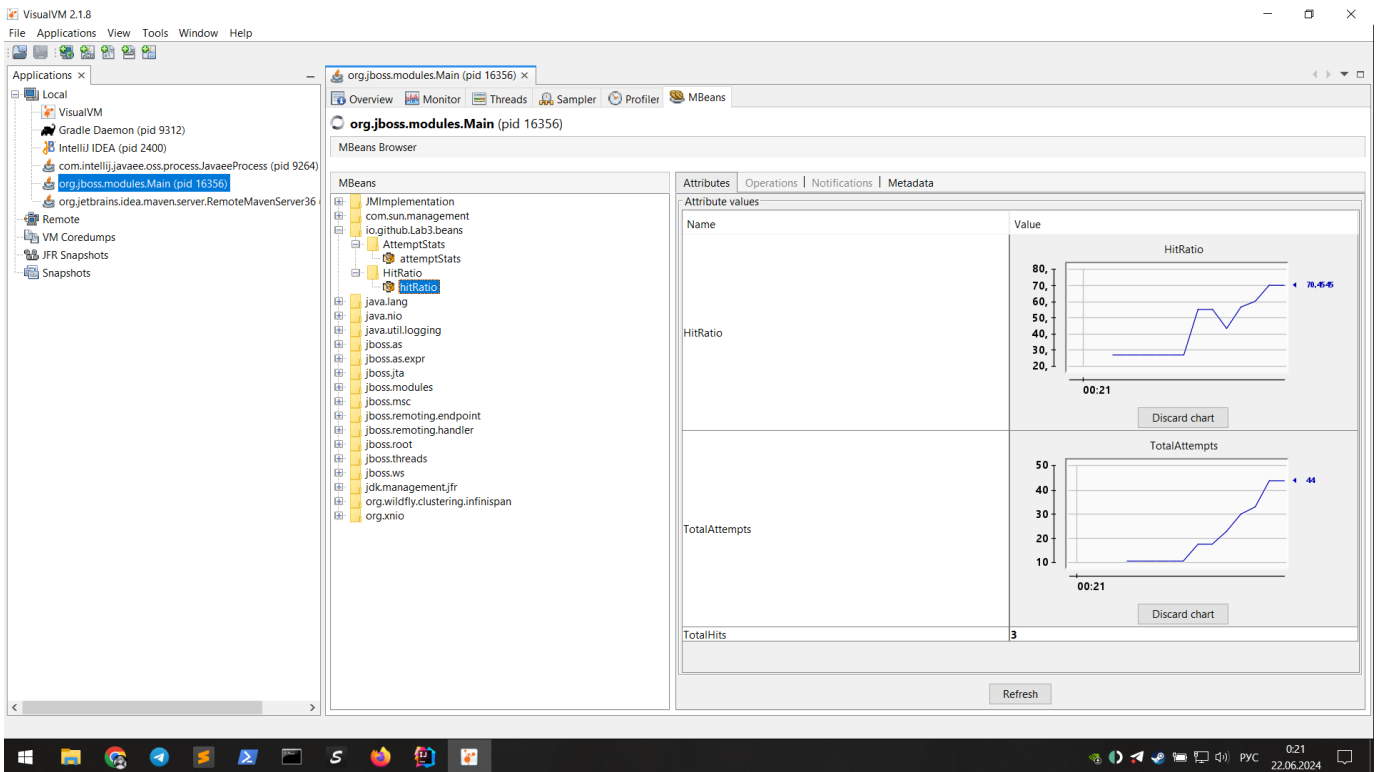 VisualVM 2.1.8
File Applications View Tools Window Help
Applications
org.jboss.modules.Main (pid 16356)
Local
VisualVM
Gradle Daemon (pid 9312)
IntelliJ IDEA (pid 2400)
com.intellij.javaee.oss.process.JavaeeProcess (pid 9264)
org.jboss.modules.Main (pid 16356)
org.jetbrains.idea.maven.server.RemoteMavenServer36
Remote
VM Coredumps
JFR Snapshots
Snapshots
Overview Monitor Threads Sampler Profiler MBeans
org.jboss.modules.Main (pid 16356)
MBeans Browser
MBeans
JMImplementation
com.sun.management
io.github.Lab3.beans
AttemptStats
attemptStats
HitRatio
hitRatio
java.lang
java.nio
java.util.logging
jboss.as
jboss.as.expr
jboss.jta
jboss.modules
jboss.msc
jboss.remoting.endpoint
jboss.remoting.handler
jboss.root
jboss.threads
jboss.ws
jdk.management.jfr
org.wildfly.clustering.infinispan
org.xnio
Attributes Operations Notifications Metadata
Attribute values
Name Value
HitRatio
HitRatio
80,
70,
60,
50,
40,
30,
20,
70,4545
00:21
Discard chart
TotalAttempts
TotalAttempts
50
40
30
20
10
44
00:21
Discard chart
TotalHits 3
Refresh
РУС
0:21
22.06.2024